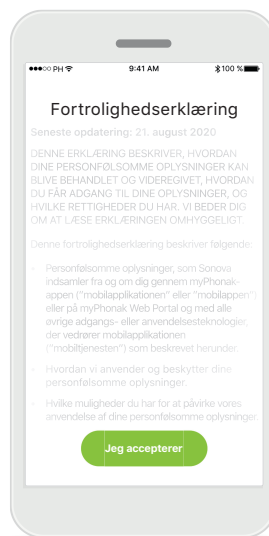 PH 9:41 AM 100 %
Fortrolighedserklæring
Seneste opdatering: 21. august 2020
DENNE ERKLÆRING BESKRIVER, HVORDAN
DINE PERSONFØLSOMME OPLYSNINGER KAN
BLIVE BEHANDLET OG VIDEREGIVET, HVORDAN
DU FÅR ADGANG TIL DINE OPLYSNINGER, OG
HVILKE RETTIGHEDER DU HAR. VI BEDER DIG
OM AT LÆSE ERKLÆRINGEN OMHYGGELIGT.
Denne fortrolighedserklæring beskriver følgende:
- Personfølsomme oplysninger, som Sonova
indsamler fra og om dig gennem myPhonak-
appen ("mobilapplikationen" eller "mobilappen")
eller på myPhonak Web Portal og med alle
øvrige adgangs- eller anvendelsesteknologier,
der vedrører mobilapplikationen
("mobiltjenesten") som beskrevet herunder.
- Hvordan vi anvender og beskytter dine
personfølsomme oplysninger.
- Hvilke muligheder du har for at påvirke vores
anvendelse af dine personfølsomme oplysninger.
Jeg accepterer